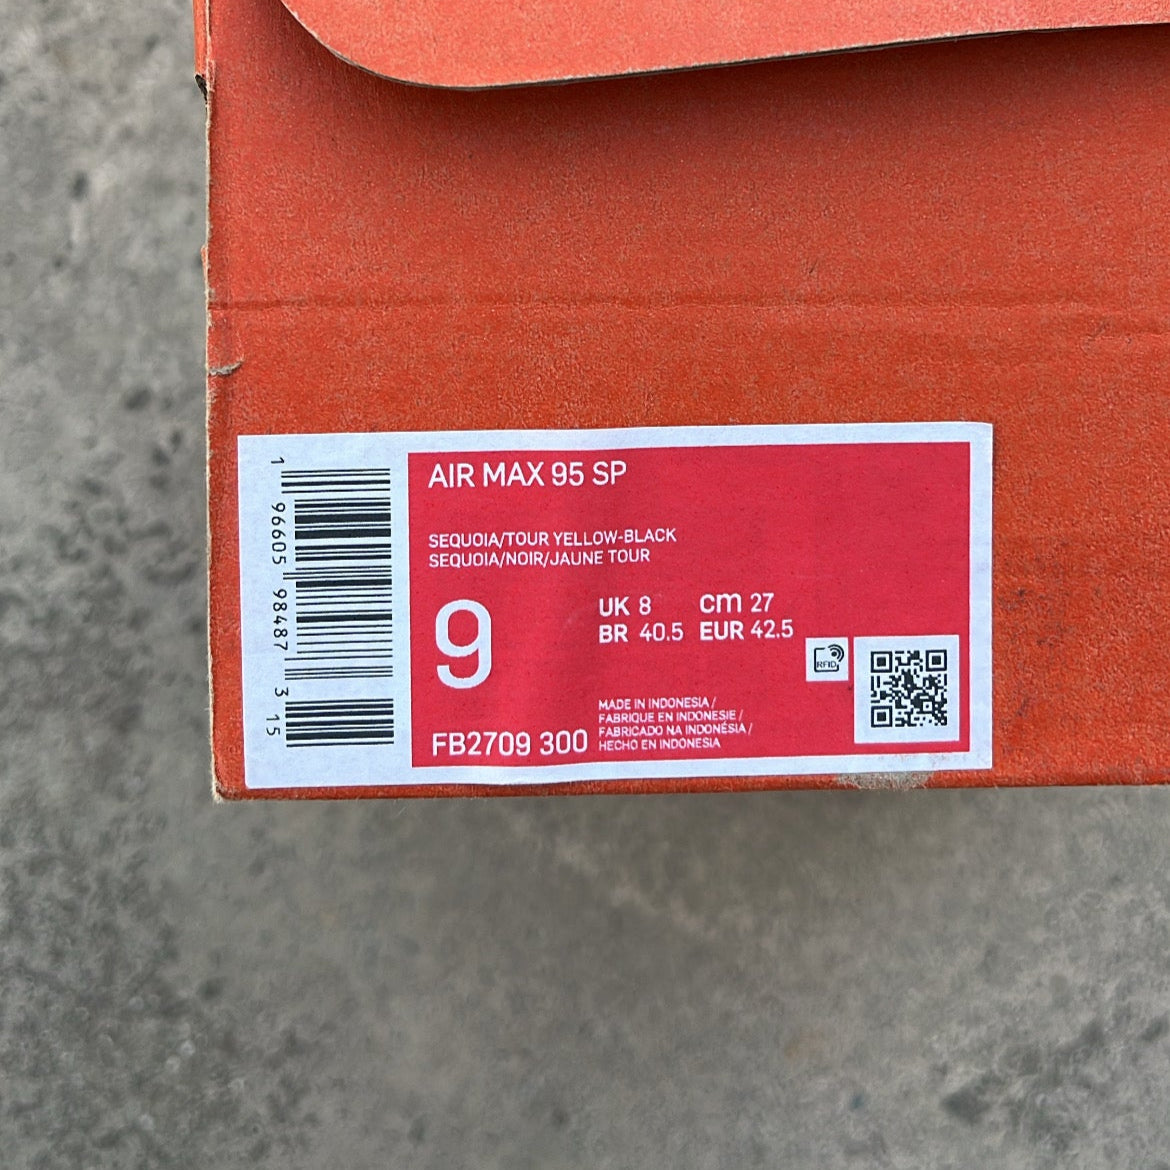 AIR MAX 95 SP
SEQUOIA/TOUR YELLOW-BLACK
SEQUOIA/NOIR/JAUNE TOUR
9
UK 8 cm 27
BR 40.5 EUR 42.5
RFID
MADE IN INDONESIA /
FABRIQUE EN INDONESIE /
FABRICADO NA INDONÉSIA /
HECHO EN INDONESIA
FB2709 300
1 96605 98487 3 15